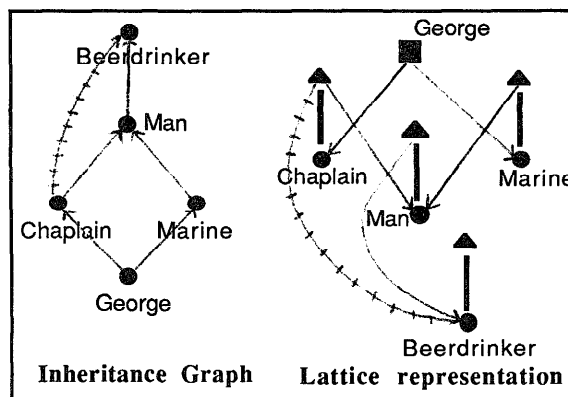 Beerdrinker
Man
Chaplain
Marine
George
Inheritance Graph
George
Chaplain
Marine
Man
Beerdrinker
Lattice representation